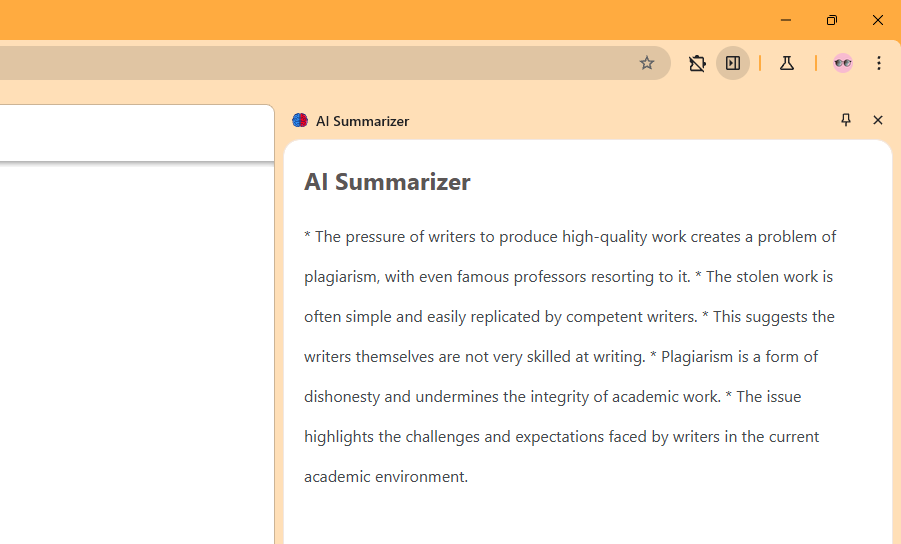 AI Summarizer
AI Summarizer
* The pressure of writers to produce high-quality work creates a problem of
plagiarism, with even famous professors resorting to it. * The stolen work is
often simple and easily replicated by competent writers. * This suggests the
writers themselves are not very skilled at writing. * Plagiarism is a form of
dishonesty and undermines the integrity of academic work. * The issue
highlights the challenges and expectations faced by writers in the current
academic environment.